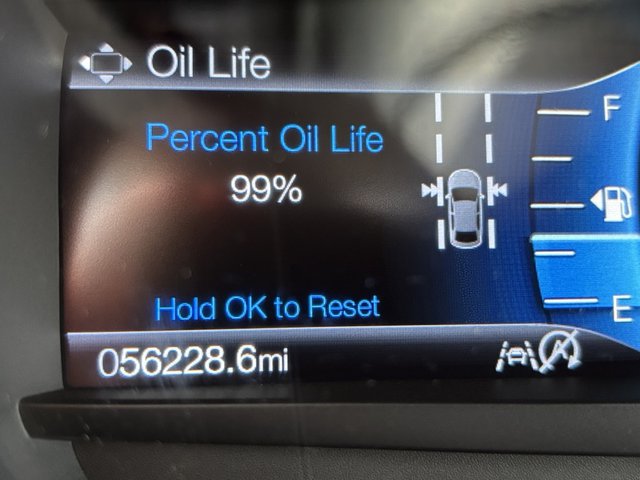 Oil Life
Percent Oil Life
99%
Hold OK to Reset
056228.6mi
F
E
A